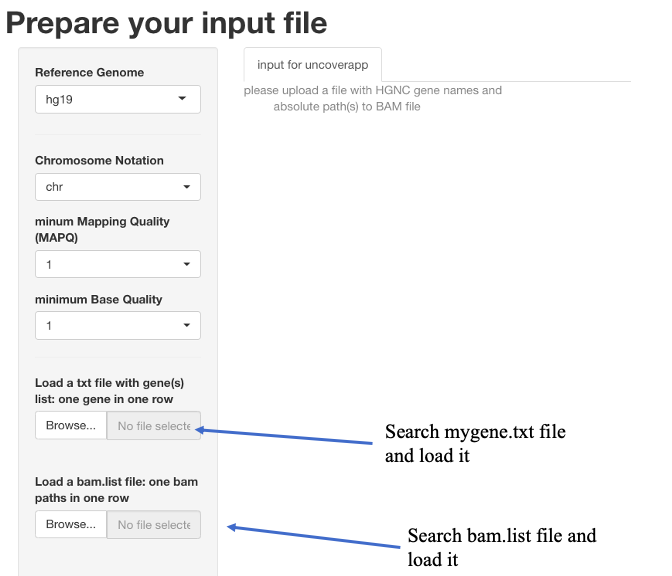 Prepare your input file
Reference Genome
hg19
Chromosome Notation
chr
minum Mapping Quality
(MAPQ)
1
minimum Base Quality
1
Load a txt file with gene(s)
list: one gene in one row
Browse... No file selecte
Load a bam.list file: one bam
paths in one row
Browse... No file selecte
input for uncoverapp
please upload a file with HGNC gene names and
absolute path(s) to BAM file
Search mygene.txt file
and load it
Search bam.list file and
load it